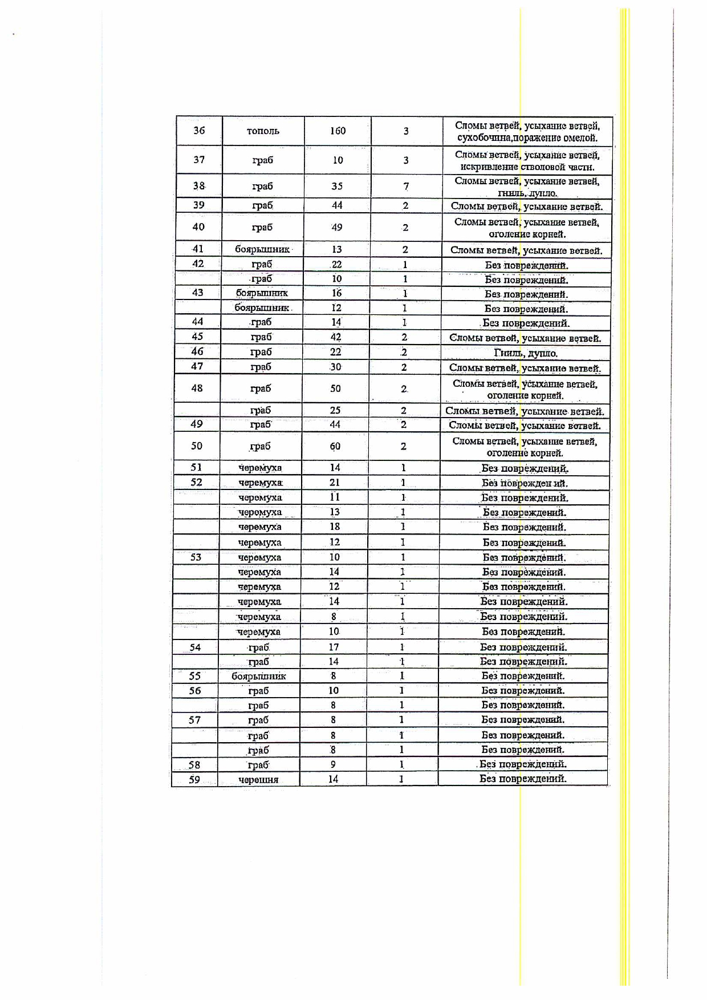 36 тополь 160 3 Сломы ветвей, усыхание ветвей,
сухобочина,поражение омелой.
37 граб 10 3 Сломы ветвей, усыхание ветвей,
искривление стволовой части.
38 граб 35 7 Сломы ветвей, усыхание ветвей,
гниль, дупло.
39 граб 44 2 Сломы ветвей, усыхание ветвей.
40 граб 49 2 Сломы ветвей, усыхание ветвей,
оголение корней.
41 боярышник 13 2 Сломы ветвей, усыхание ветвей.
42 граб 22 1 Без повреждений.
граб 10 1 Без повреждений.
43 боярышник 16 1 Без повреждений.
боярышник 12 1 Без повреждений.
44 граб 14 1 Без повреждений.
45 граб 42 2 Сломы ветвей, усыхание ветвей.
46 граб 22 2 Гниль, дупло.
47 граб 30 2 Сломы ветвей, усыхание ветвей.
48 граб 50 2 Сломы ветвей, усыхание ветвей,
оголение корней.
граб 25 2 Сломы ветвей, усыхание ветвей.
49 граб 44 2 Сломы ветвей, усыхание ветвей.
50 граб 60 2 Сломы ветвей, усыхание ветвей,
оголение корней.
51 черемуха 14 1 Без повреждений.
52 черемуха 21 1 Без поврежден ий.
черемуха 11 1 Без повреждений.
черемуха 13 1 Без повреждений.
черемуха 18 1 Без повреждений.
черемуха 12 1 Без повреждений.
53 черемуха 10 1 Без повреждений.
черемуха 14 1 Без повреждений.
черемуха 12 1 Без повреждений.
черемуха 14 1 Без повреждений.
черемуха 8 1 Без повреждений.
черемуха 10 1 Без повреждений.
54 граб 17 1 Без повреждений.
граб 14 1 Без повреждений.
55 боярышник 8 1 Без повреждений.
56 граб 10 1 Без повреждений.
граб 8 1 Без повреждений.
57 граб 8 1 Без повреждений.
граб 8 1 Без повреждений.
граб 8 1 Без повреждений.
58 граб 9 1 Без повреждений.
59 черешня 14 1 Без повреждений.